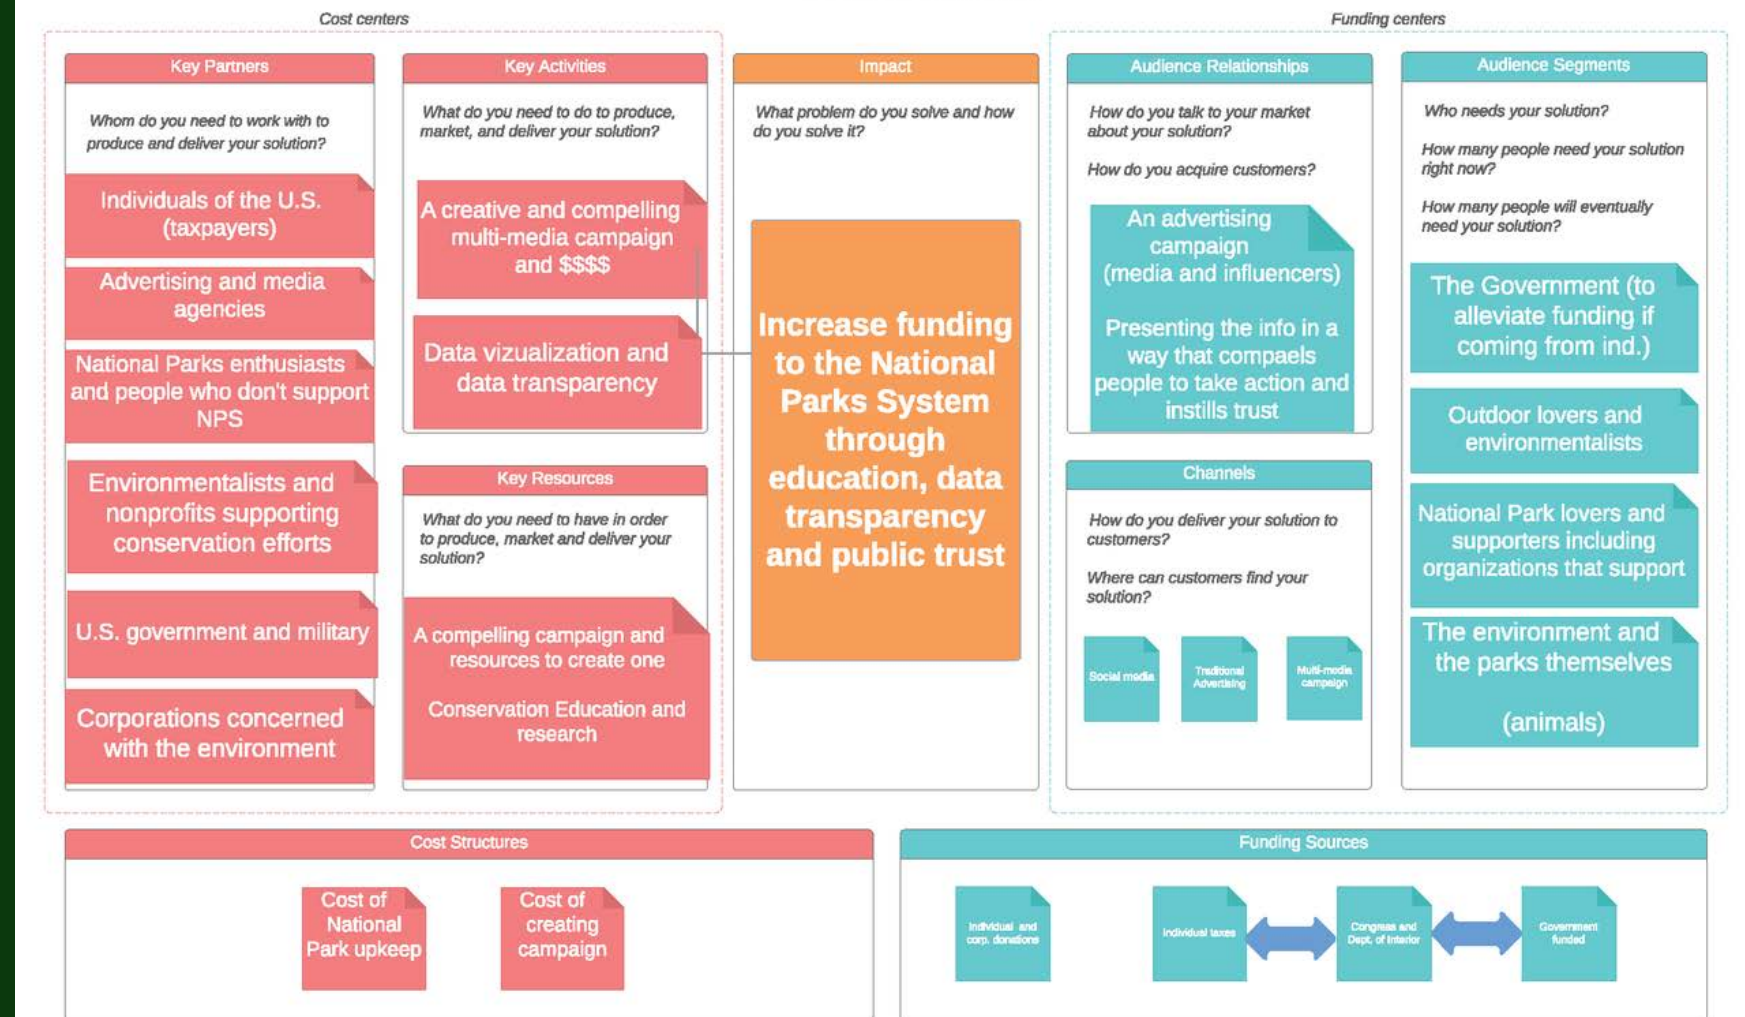 Cost centers
Funding centers
Key Partners
Whom do you need to work with to
produce and deliver your solution?
Individuals of the U.S.
(taxpayers)
Advertising and media
agencies
National Parks enthusiasts
and people who don't support
NPS
Environmentalists and
nonprofits supporting
conservation efforts
U.S. government and military
Corporations concerned
with the environment
Key Activities
What do you need to do to produce,
market, and deliver your solution?
A creative and compelling
multi-media campaign
and $$$$
Data vizualization and
data transparency
Key Resources
What do you need to have in order
to produce, market and deliver your
solution?
A compelling campaign and
resources to create one
Conservation Education and
research
Impact
What problem do you solve and how
do you solve it?
Increase funding
to the National
Parks System
through
education, data
transparency
and public trust
Audience Relationships
How do you talk to your market
about your solution?
How do you acquire customers?
An advertising
campaign
(media and influencers)
Presenting the info in a
way that compaels
people to take action and
instills trust
Channels
How do you deliver your solution to
customers?
Where can customers find your
solution?
Social media
Traditional
Advertising
Multi-media
campaign
Audience Segments
Who needs your solution?
How many people need your solution
right now?
How many people will eventually
need your solution?
The Government (to
alleviate funding if
coming from ind.)
Outdoor lovers and
environmentalists
National Park lovers and
supporters including
organizations that support
The environment and
the parks themselves
(animals)
Cost Structures
Cost of
National
Park upkeep
Cost of
creating
campaign
Funding Sources
Individual and
corp. donations
Individual taxes
Congress and
Dept. of Interior
Government
funded